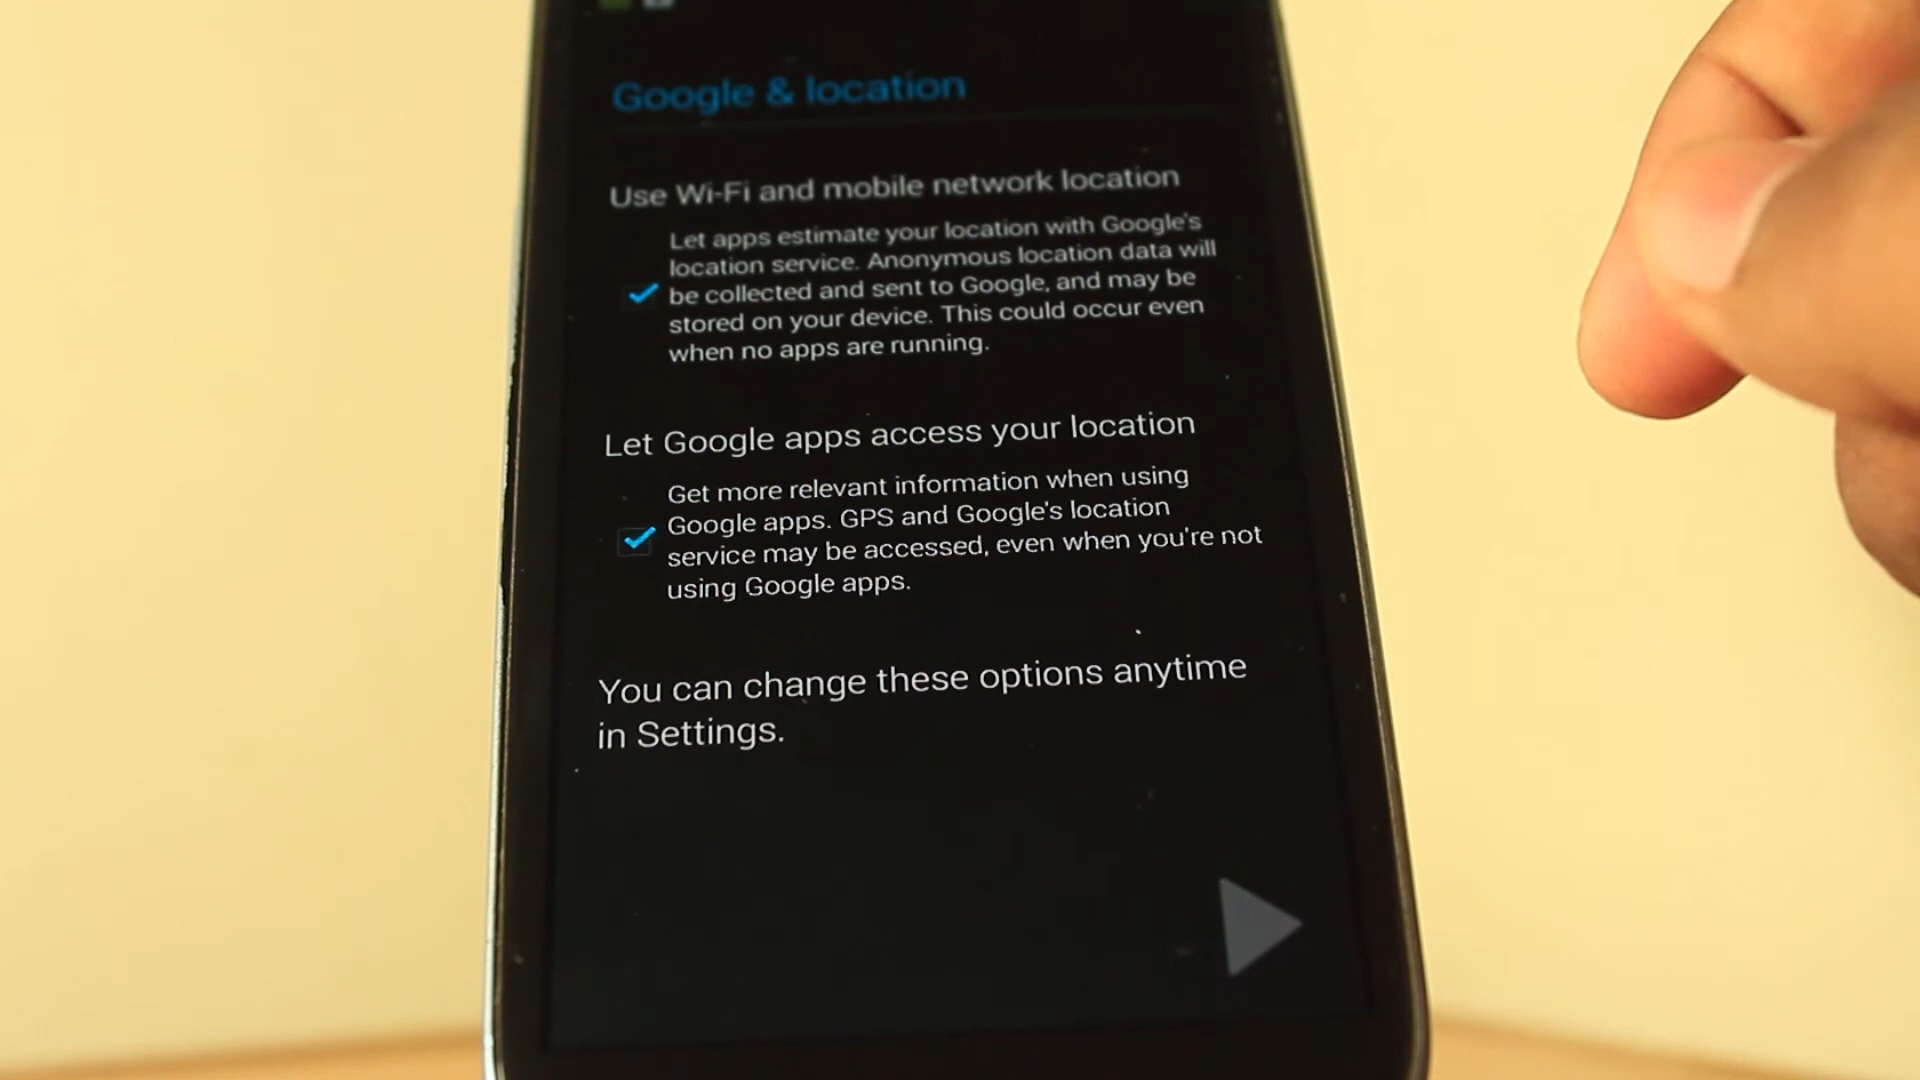 Google & location
Use Wi-Fi and mobile network location
Let apps estimate your location with Google's
location service. Anonymous location data will
be collected and sent to Google, and may be
stored on your device. This could occur even
when no apps are running.
Let Google apps access your location
Get more relevant information when using
Google apps. GPS and Google's location
service may be accessed, even when you're not
using Google apps.
You can change these options anytime
in Settings.